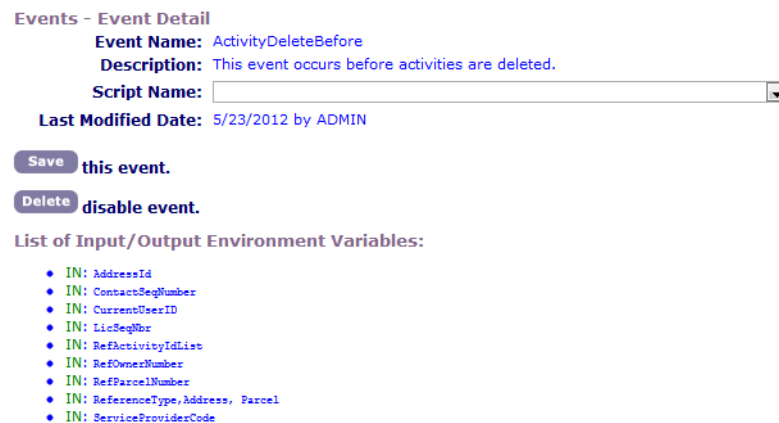 Events - Event Detail
Event Name: ActivityDeleteBefore
Description: This event occurs before activities are deleted.
Script Name:
Last Modified Date: 5/23/2012 by ADMIN
Save this event.
Delete disable event.
List of Input/Output Environment Variables:
IN: AddressId
IN: ContactSeqNumber
IN: CurrentUserID
IN: LicSeqNbr
IN: RefActivityIdList
IN: RefOwnerNumber
IN: RefParcelNumber
IN: ReferenceType,Address, Parcel
IN: ServiceProviderCode